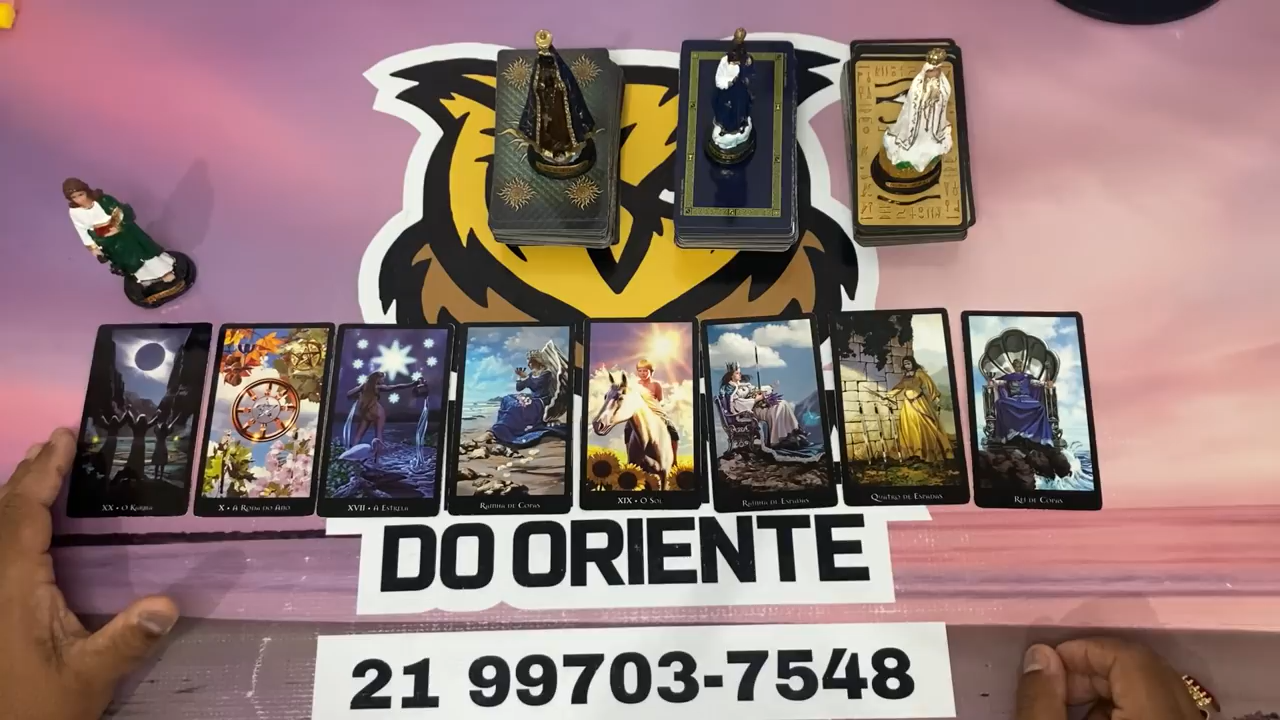 XX • O Karma
X • A Roda do Ano
XVII • A Estrela
Rainha de Copas
XIX • O Sol
Rainha de Espadas
Quatro de Espadas
Rei de Copas
DO ORIENTE
21 99703-7548